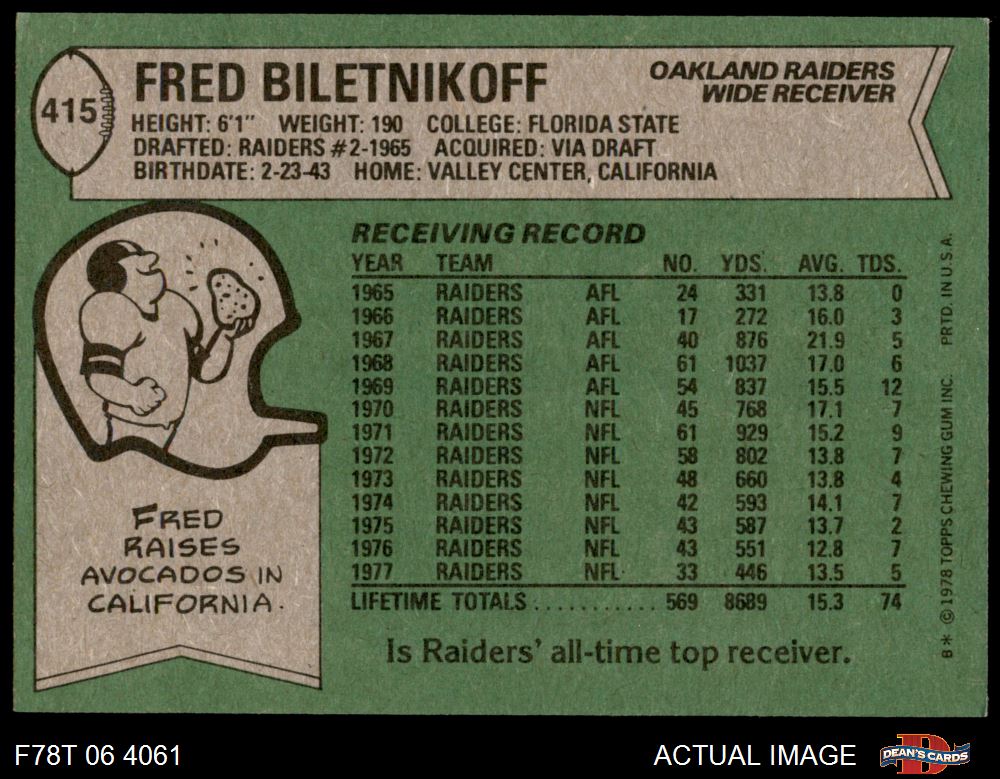 415
FRED BILETNIKOFF
OAKLAND RAIDERS
WIDE RECEIVER
HEIGHT: 6'1" WEIGHT: 190 COLLEGE: FLORIDA STATE
DRAFTED: RAIDERS #2-1965 ACQUIRED: VIA DRAFT
BIRTHDATE: 2-23-43 HOME: VALLEY CENTER, CALIFORNIA
RECEIVING RECORD
YEAR TEAM NO. YDS. AVG. TDS.
1965 RAIDERS AFL 24 331 13.8 0
1966 RAIDERS AFL 17 272 16.0 3
1967 RAIDERS AFL 40 876 21.9 5
1968 RAIDERS AFL 61 1037 17.0 6
1969 RAIDERS AFL 54 837 15.5 12
1970 RAIDERS NFL 45 768 17.1 7
1971 RAIDERS NFL 61 929 15.2 9
1972 RAIDERS NFL 58 802 13.8 7
1973 RAIDERS NFL 48 660 13.8 4
1974 RAIDERS NFL 42 593 14.1 7
1975 RAIDERS NFL 43 587 13.7 2
1976 RAIDERS NFL 43 551 12.8 7
1977 RAIDERS NFL 33 446 13.5 5
LIFETIME TOTALS ........... 569 8689 15.3 74
Is Raiders' all-time top receiver.
FRED
RAISES
AVOCADOS IN
CALIFORNIA.
B* © 1978 TOPPS CHEWING GUM INC. PRTD. IN U.S.A.
F78T 06 4061
ACTUAL IMAGE
DEAN'S CARDS